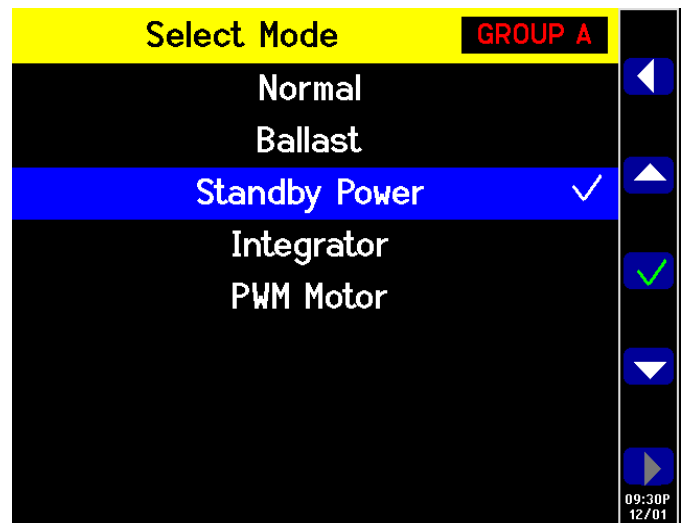 Select Mode GROUP A
Normal
Ballast
Standby Power
Integrator
PWM Motor
09:30P
12/01